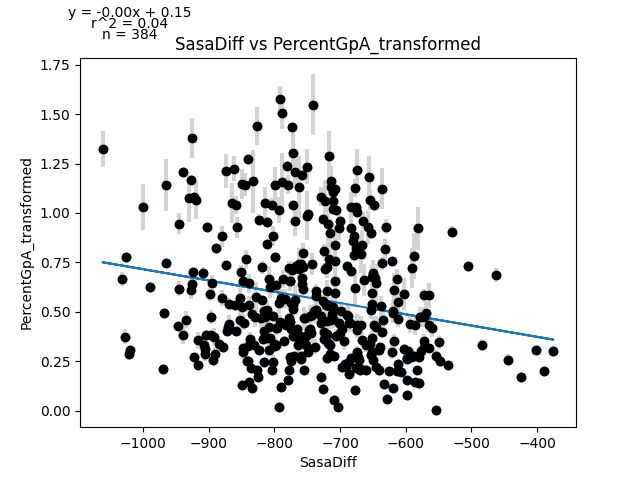 y = -0.00x + 0.15
r^2 = 0.04
n = 384
SasaDiff vs PercentGpA_transformed
1.75
1.50
1.25
1.00
0.75
0.50
0.25
0.00
PercentGpA_transformed
−1000
−900
−800
−700
−600
−500
−400
SasaDiff